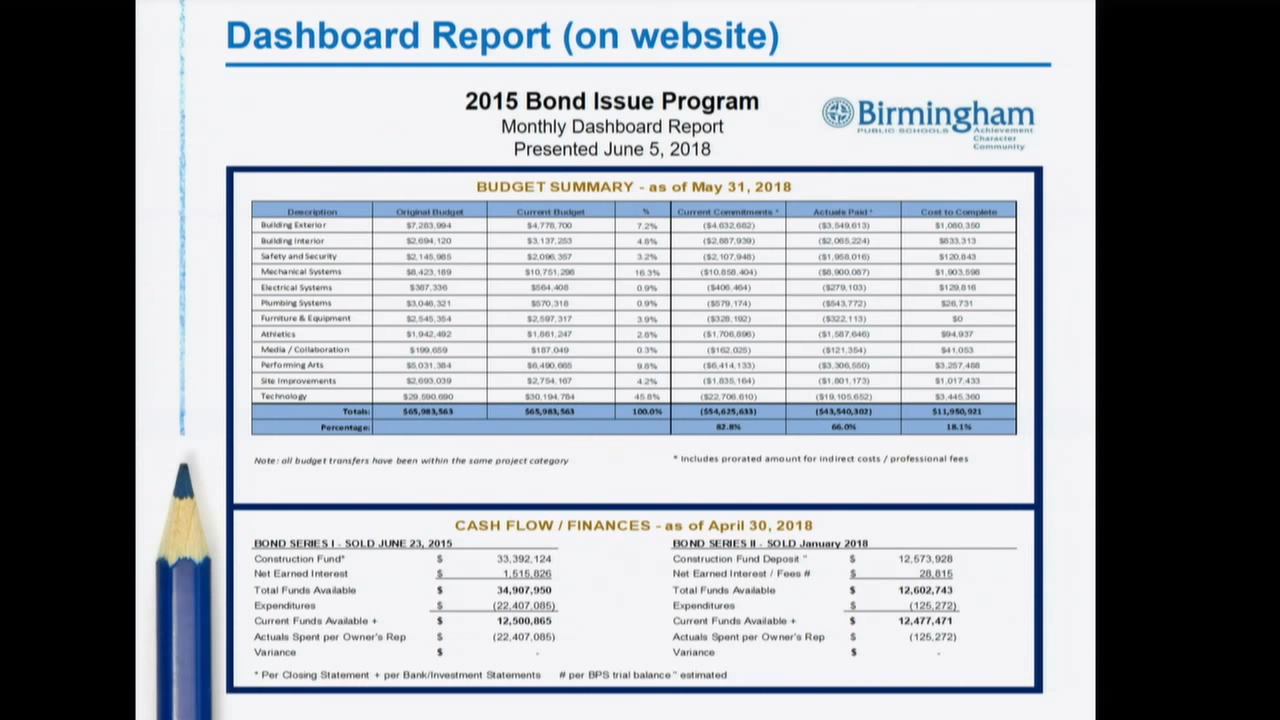 Dashboard Report (on website)
2015 Bond Issue Program
Monthly Dashboard Report
Presented June 5, 2018
Birmingham
PUBLIC SCHOOLS Achievement
Character
Community
BUDGET SUMMARY - as of May 31, 2018
Description Original Budget Current Budget % Current Commitments * Actuals Paid * Cost to Complete
Building Exterior $7,283,994 $4,778,700 7.2% ($4,632,662) ($3,549,613) $1,060,350
Building Interior $2,694,120 $3,137,253 4.8% ($2,887,939) ($2,065,224) $833,313
Safety and Security $2,145,985 $2,096,357 3.2% ($2,107,948) ($1,958,016) $120,843
Mechanical Systems $8,423,189 $10,751,298 16.3% ($10,858,404) ($8,900,087) $1,903,598
Electrical Systems $387,336 $564,408 0.9% ($406,464) ($279,103) $129,816
Plumbing Systems $3,046,321 $570,318 0.9% ($579,174) ($543,772) $26,731
Furniture & Equipment $2,545,354 $2,597,317 3.9% ($328,192) ($322,113) $0
Athletics $1,942,492 $1,861,247 2.8% ($1,706,898) ($1,587,646) $94,937
Media / Collaboration $199,659 $187,049 0.3% ($162,025) ($121,354) $41,053
Performing Arts $5,031,384 $6,490,665 9.8% ($6,414,133) ($3,306,550) $3,257,468
Site Improvements $2,693,039 $2,754,167 4.2% ($1,835,164) ($1,801,173) $1,017,433
Technology $29,590,690 $30,194,784 45.8% ($22,706,610) ($19,105,652) $3,445,360
Totals: $65,983,563 $65,983,563 100.0% ($54,625,633) ($43,540,302) $11,950,921
Percentage: 82.8% 66.0% 18.1%
Note: all budget transfers have been within the same project category
* Includes prorated amount for indirect costs / professional fees
CASH FLOW / FINANCES - as of April 30, 2018
BOND SERIES I - SOLD JUNE 23, 2015
Construction Fund* $ 33,392,124
Net Earned Interest $ 1,515,826
Total Funds Available $ 34,907,950
Expenditures $ (22,407,085)
Current Funds Available + $ 12,500,865
Actuals Spent per Owner's Rep $ (22,407,085)
Variance $ -
BOND SERIES II - SOLD January 2018
Construction Fund Deposit " $ 12,573,928
Net Earned Interest / Fees # $ 28,815
Total Funds Available $ 12,602,743
Expenditures $ (125,272)
Current Funds Available + $ 12,477,471
Actuals Spent per Owner's Rep $ (125,272)
Variance $ -
* Per Closing Statement + per Bank/Investment Statements # per BPS trial balance " estimated